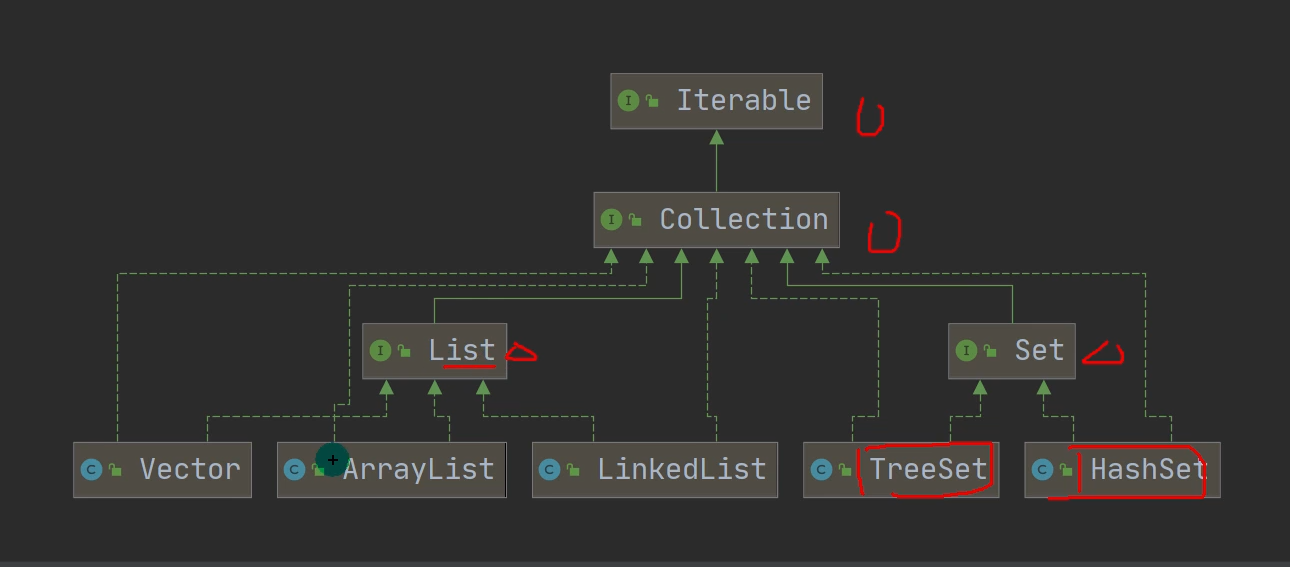 I Iterable
I Collection
I List
I Set
C Vector
C ArrayList
C LinkedList
C TreeSet
C HashSet